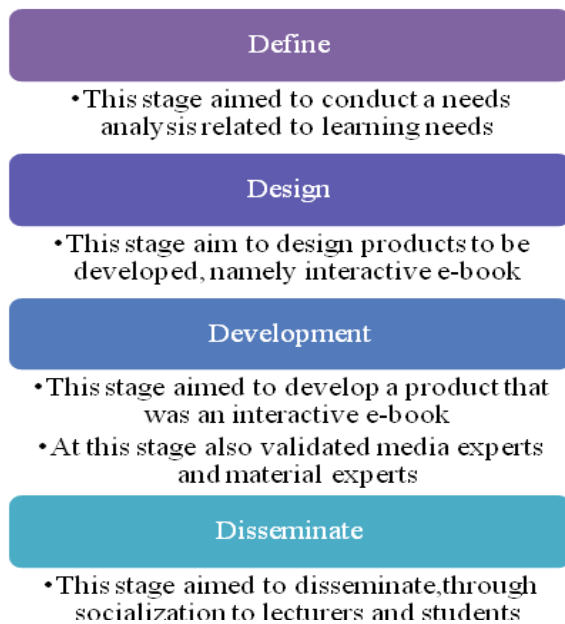 Define
•This stage aimed to conduct a needs
analysis related to learning needs
Design
•This stage aim to design products to be
developed, namely interactive e-book
Development
•This stage aimed to develop a product that
was an interactive e-book
•At this stage also validated media experts
and material experts
Disseminate
•This stage aimed to disseminate,through
socialization to lecturers and students